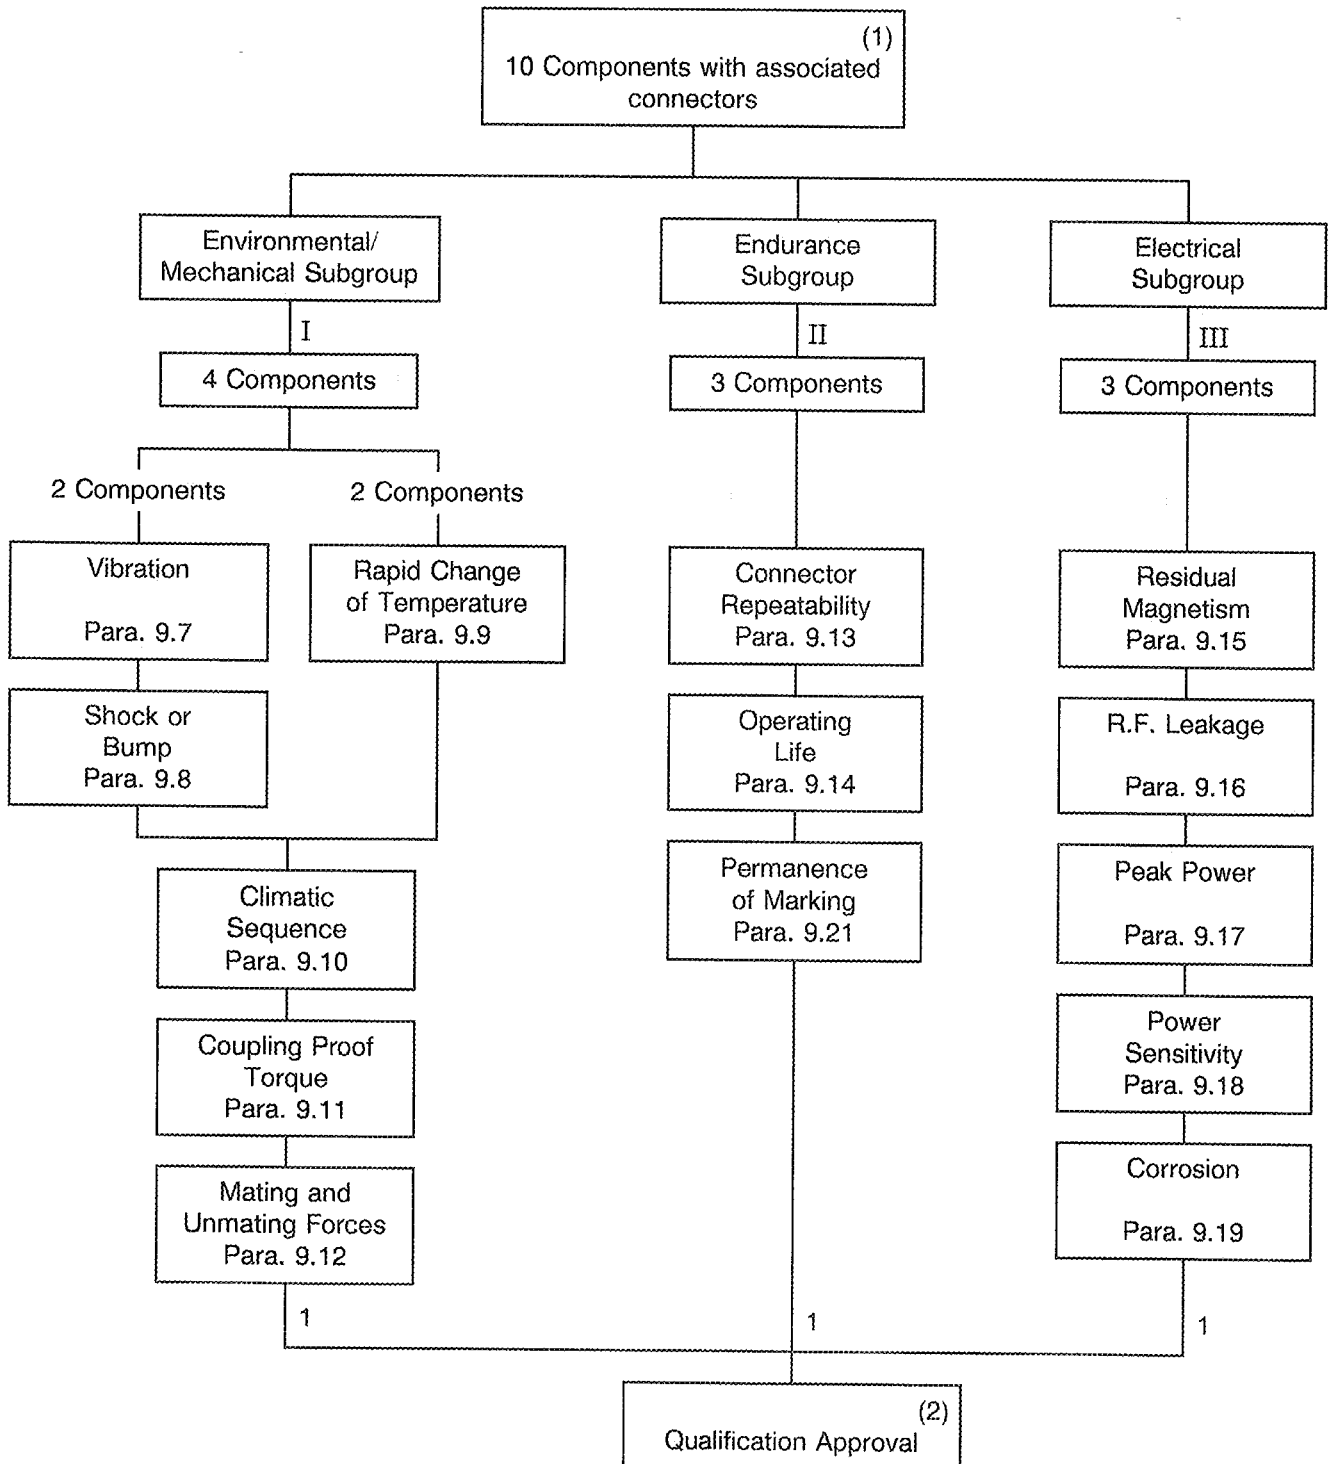 (1)
10 Components with associated
connectors
Environmental/
Mechanical Subgroup
I
4 Components
2 Components
2 Components
Vibration
Para. 9.7
Shock or
Bump
Para. 9.8
Rapid Change
of Temperature
Para. 9.9
Climatic
Sequence
Para. 9.10
Coupling Proof
Torque
Para. 9.11
Mating and
Unmating Forces
Para. 9.12
1
Endurance
Subgroup
II
3 Components
Connector
Repeatability
Para. 9.13
Operating
Life
Para. 9.14
Permanence
of Marking
Para. 9.21
1
Electrical
Subgroup
III
3 Components
Residual
Magnetism
Para. 9.15
R.F. Leakage
Para. 9.16
Peak Power
Para. 9.17
Power
Sensitivity
Para. 9.18
Corrosion
Para. 9.19
1
(2)
Qualification Approval